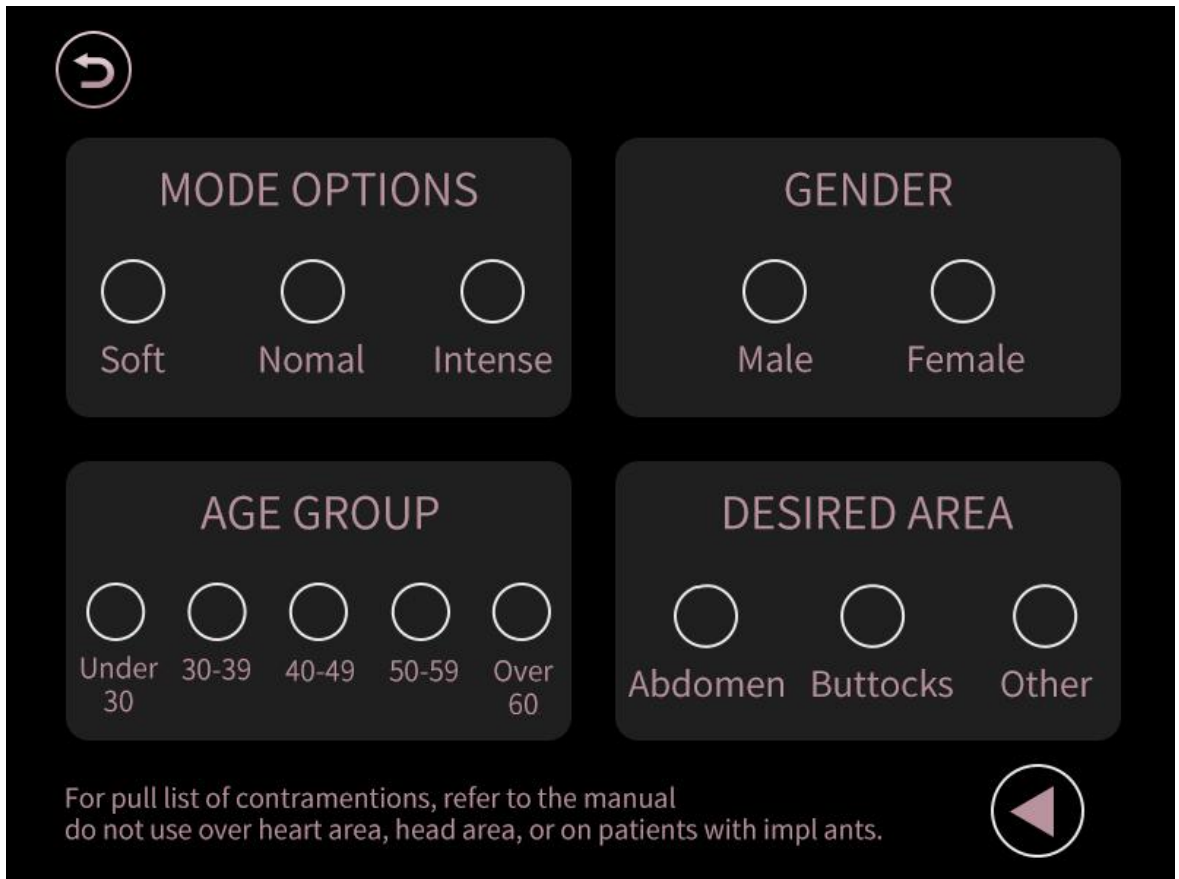 MODE OPTIONS
Soft
Nomal
Intense
GENDER
Male
Female
AGE GROUP
Under
30
30-39
40-49
50-59
Over
60
DESIRED AREA
Abdomen
Buttocks
Other
For pull list of contramentions, refer to the manual
do not use over heart area, head area, or on patients with impl ants.